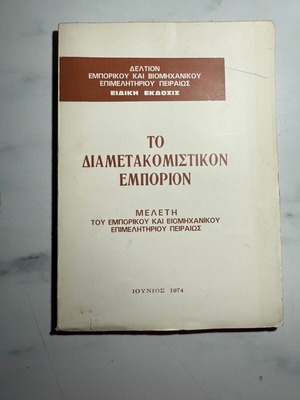 ΔΕΛΤΙΟΝ
ΕΜΠΟΡΙΚΟΥ ΚΑΙ ΒΙΟΜΗΧΑΝΙΚΟΥ
ΕΠΙΜΕΛΗΤΗΡΙΟΥ ΠΕΙΡΑΙΩΣ
ΕΙΔΙΚΗ ΕΚΔΟΣΙΣ
ΤΟ
ΔΙΑΜΕΤΑΚΟΜΙΣΤΙΚΟΝ
ΕΜΠΟΡΙΟΝ
ΜΕΛΕΤΗ
ΤΟΥ ΕΜΠΟΡΙΚΟΥ ΚΑΙ ΒΙΟΜΗΧΑΝΙΚΟΥ
ΕΠΙΜΕΛΗΤΗΡΙΟΥ ΠΕΙΡΑΙΩΣ
ΙΟΥΝΙΟΣ 1974